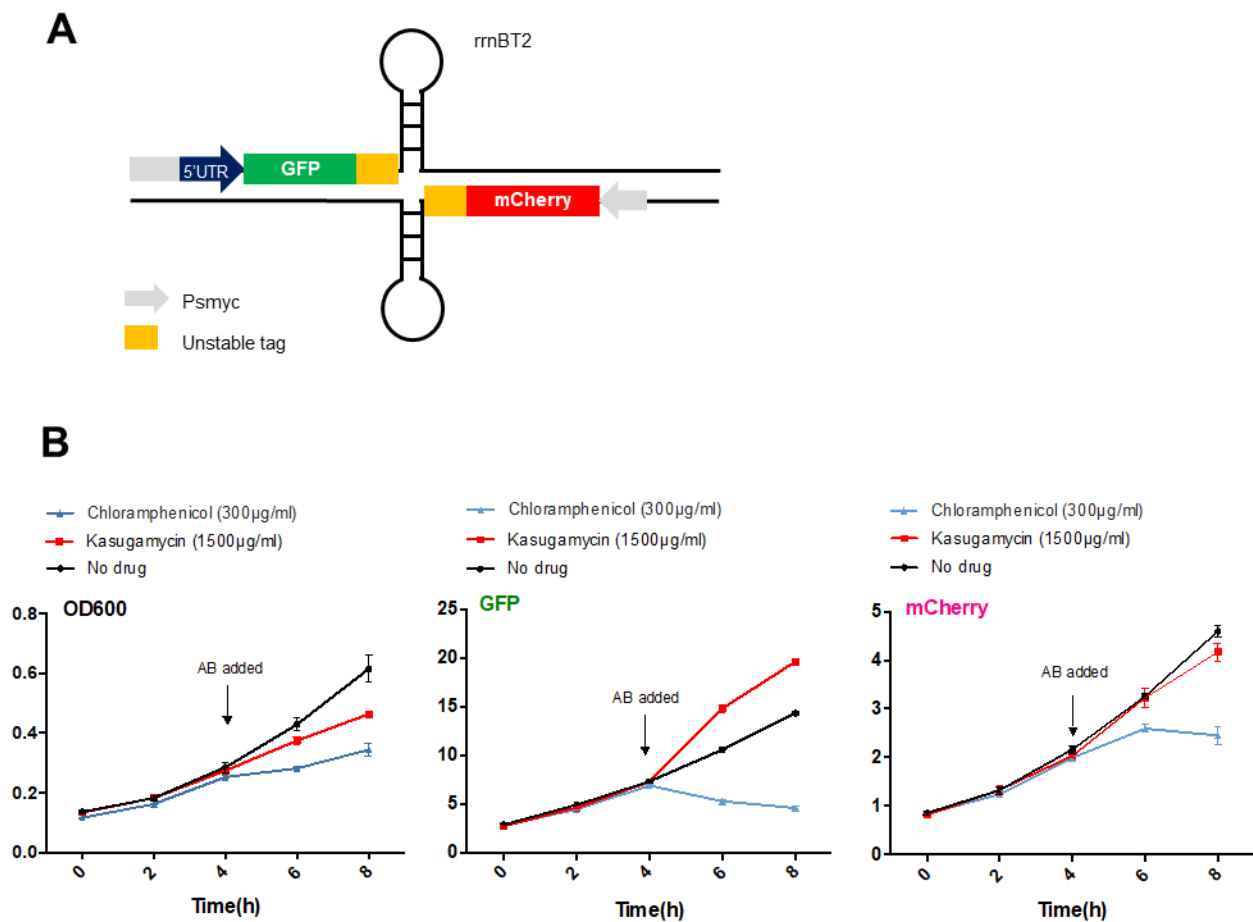 A
rrnBT2
5'UTR
GFP
mCherry
Psmyc
Unstable tag
B
Chloramphenicol (300µg/ml)
Kasugamycin (1500µg/ml)
No drug
OD600
AB added
0.8
0.6
0.4
0.2
0.0
0 2 4 6 8
Time(h)
Chloramphenicol (300µg/ml)
Kasugamycin (1500µg/ml)
No drug
GFP
AB added
25
20
15
10
5
0
0 2 4 6 8
Time(h)
Chloramphenicol (300µg/ml)
Kasugamycin (1500µg/ml)
No drug
mCherry
AB added
5
4
3
2
1
0
0 2 4 6 8
Time(h)